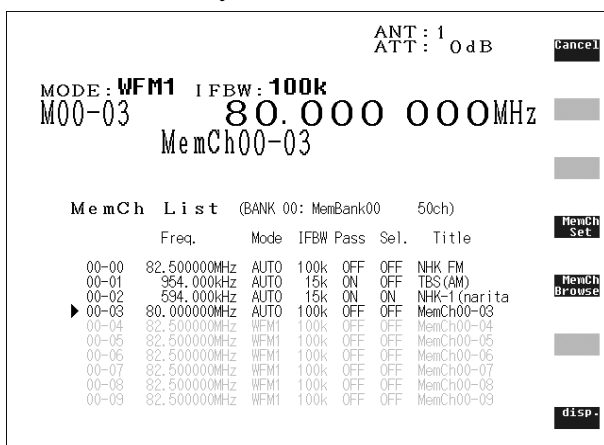 ANT:1
ATT: 0dB
Cancel
MODE:WFM1 IFBW:100k
M00-03 80.000 000MHz
MemCh00-03
MemCh List (BANK 00: MemBank00 50ch)
MemCh Set
Freq. Mode IFBW Pass Sel. Title
00-00 82.500000MHz AUTO 100k OFF OFF NHK FM
00-01 954.000kHz AUTO 15k ON OFF TBS(AM)
00-02 594.000kHz AUTO 15k ON ON NHK-1(narita
00-03 80.000000MHz AUTO 100k OFF OFF MemCh00-03
00-04 82.500000MHz WFM1 100k OFF OFF MemCh00-04
00-05 82.500000MHz WFM1 100k OFF OFF MemCh00-05
00-06 82.500000MHz WFM1 100k OFF OFF MemCh00-06
00-07 82.500000MHz WFM1 100k OFF OFF MemCh00-07
00-08 82.500000MHz WFM1 100k OFF OFF MemCh00-08
00-09 82.500000MHz WFM1 100k OFF OFF MemCh00-09
MemCh Browse
disp.